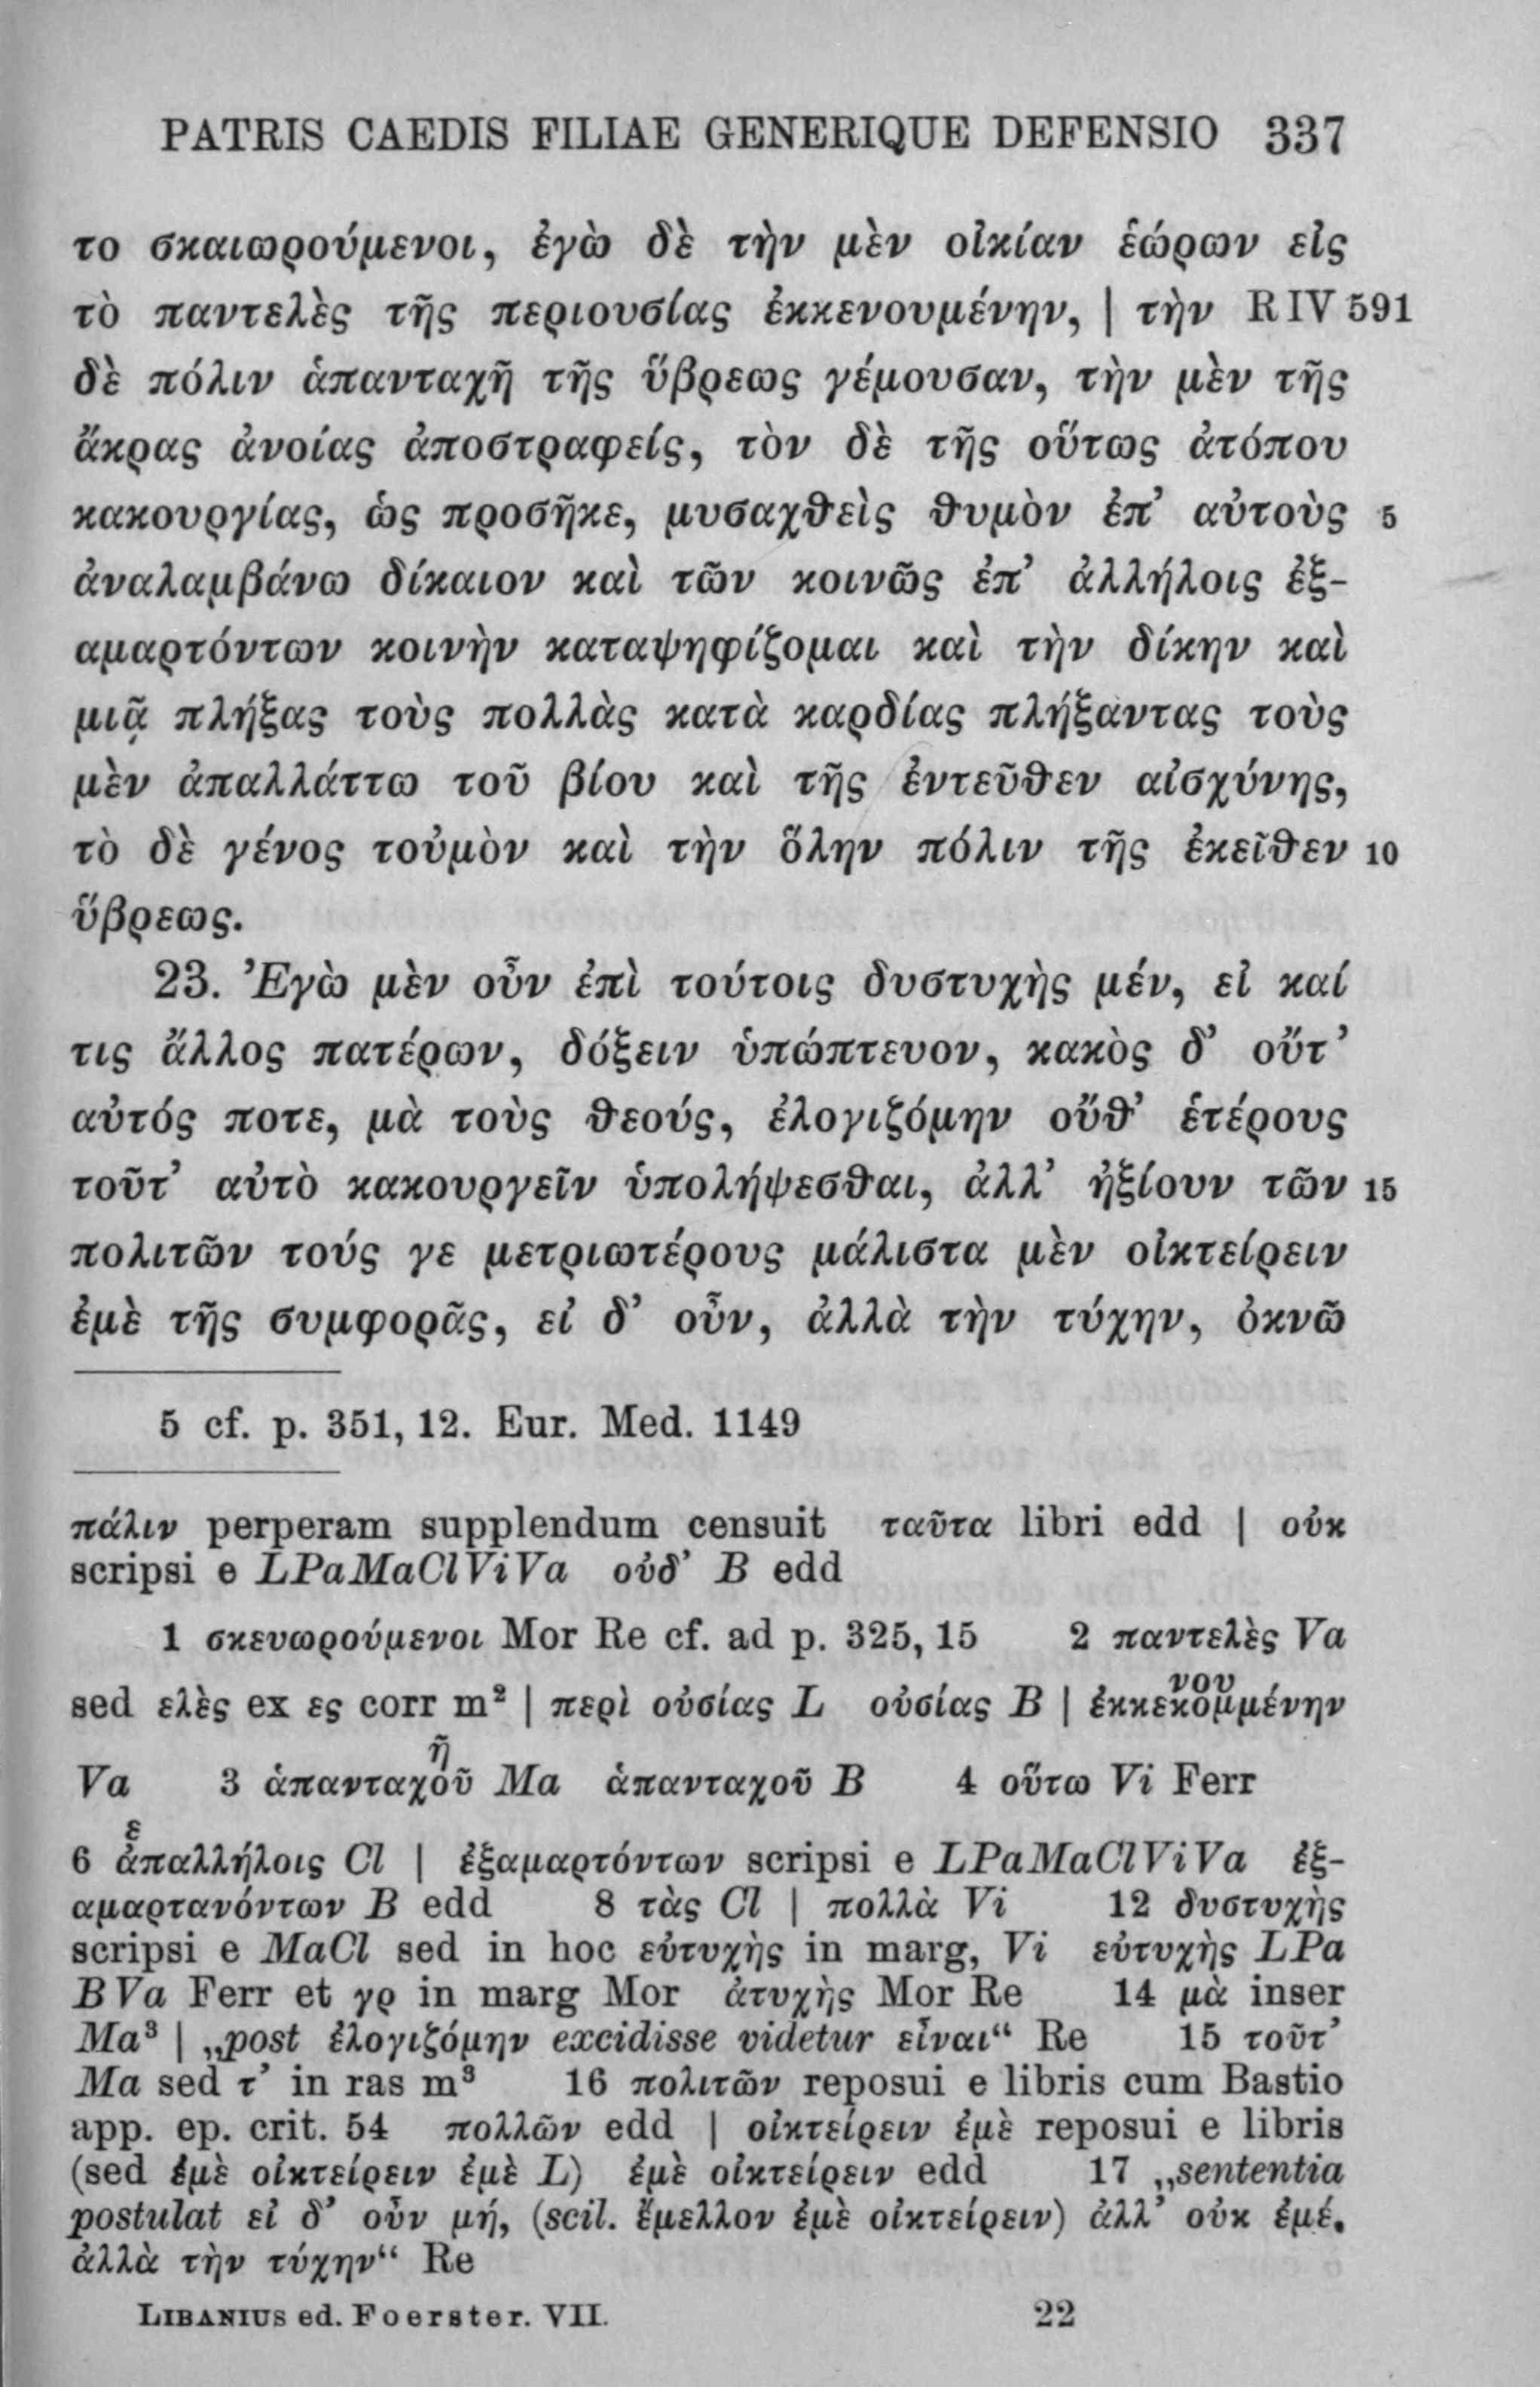 PATRIS CAEDIS FILIAE GENERIQUE DEFENSIO 337
το σκαιωρούμενοι, ἐγὼ δὲ τὴν μὲν οἰκίαν ἑώρων εἰς
τὸ παντελὲς τῆς περιουσίας ἐκκενουμένην, | τὴν R IV 591
δὲ πόλιν ἁπανταχῆ τῆς ὕβρεως γέμουσαν, τὴν μὲν τῆς
ἄκρας ἀνοίας ἀποστραφείς, τὸν δὲ τῆς οὕτως ἀτόπου
κακουργίας, ὡς προσῆκε, μυσαχθεὶς θυμὸν ἐπ’ αὐτοὺς 5
ἀναλαμβάνω δίκαιον καὶ τῶν κοινῶς ἐπ’ ἀλλήλοις ἐξ-
αμαρτόντων κοινὴν καταψηφίζομαι καὶ τὴν δίκην καὶ
μιᾷ πλήξας τοὺς πολλὰς κατὰ καρδίας πλήξαντας τοὺς
μὲν ἀπαλλάττω τοῦ βίου καὶ τῆς ἐντεῦθεν αἰσχύνης,
τὸ δὲ γένος τοὐμὸν καὶ τὴν ὅλην πόλιν τῆς ἐκεῖθεν 10
ὕβρεως.
23. Ἐγὼ μὲν οὖν ἐπὶ τούτοις δυστυχὴς μέν, εἰ καί
τις ἄλλος πατέρων, δόξειν ὑπώπτευον, κακὸς δ’ οὔτ’
αὐτός ποτε, μὰ τοὺς θεούς, ἐλογιζόμην οὔθ’ ἑτέρους
τοῦτ’ αὐτὸ κακουργεῖν ὑπολήψεσθαι, ἀλλ’ ἠξίουν τῶν 15
πολιτῶν τούς γε μετριωτέρους μάλιστα μὲν οἰκτείρειν
ἐμὲ τῆς συμφορᾶς, εἰ δ’ οὖν, ἀλλὰ τὴν τύχην, ὀκνῶ
5 cf. p. 351, 12. Eur. Med. 1149
πάλιν perperam supplendum censuit ταῦτα libri edd | οὐκ
scripsi e LPaMaClViVa οὐδ’ B edd
1 σκευωρούμενοι Mor Re cf. ad p. 325, 15 2 παντελὲς Va
sed ελὲς ex ες corr m² | περὶ οὐσίας L οὐσίας B | ἐκκεκομμένην
νου
Va 3 ἁπανταχοῦ Ma ἁπανταχοῦ B 4 οὕτω Vi Ferr
ῆ
ε
6 ἀπαλλήλοις Cl | ἐξαμαρτόντων scripsi e LPaMaClViVa ἐξ-
αμαρτανόντων B edd 8 τὰς Cl | πολλὰ Vi 12 δυστυχὴς
scripsi e MaCl sed in hoc εὐτυχὴς in marg, Vi εὐτυχὴς LPa
BVa Ferr et γρ in marg Mor ἀτυχὴς Mor Re 14 μὰ inser
Ma³ | „post ἐλογιζόμην excidisse videtur εἶναι“ Re 15 τοῦτ’
Ma sed τ’ in ras m³ 16 πολιτῶν reposui e libris cum Bastio
app. ep. crit. 54 πολλῶν edd | οἰκτείρειν ἐμὲ reposui e libris
(sed ἐμὲ οἰκτείρειν ἐμὲ L) ἐμὲ οἰκτείρειν edd 17 „sententia
postulat εἰ δ’ οὖν μή, (scil. ἔμελλον ἐμὲ οἰκτείρειν) ἀλλ’ οὐκ ἐμέ,
ἀλλὰ τὴν τύχην“ Re
LIBANIUS ed. Foerster. VII. 22